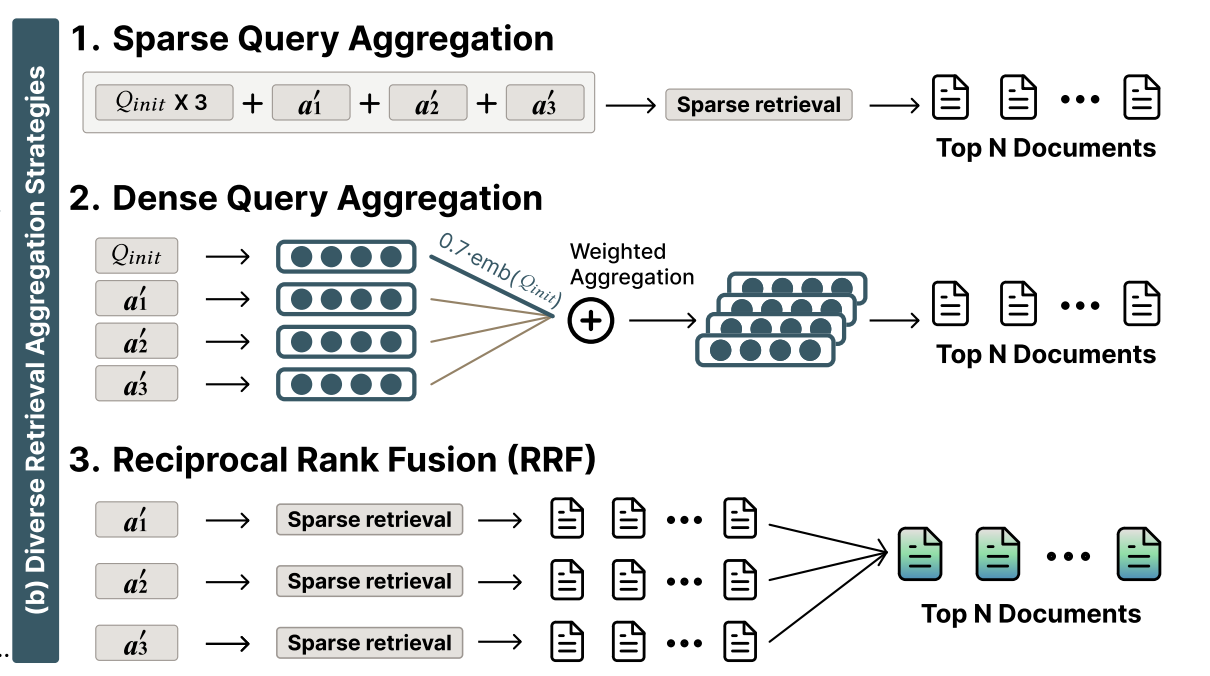 (b) Diverse Retrieval Aggregation Strategies
1. Sparse Query Aggregation
Qinit X 3 + a′1 + a′2 + a′3
Sparse retrieval
Top N Documents
2. Dense Query Aggregation
Qinit
a′1
a′2
a′3
0.7·emb(Qinit)
Weighted
Aggregation
Top N Documents
3. Reciprocal Rank Fusion (RRF)
a′1 Sparse retrieval
a′2 Sparse retrieval
a′3 Sparse retrieval
Top N Documents